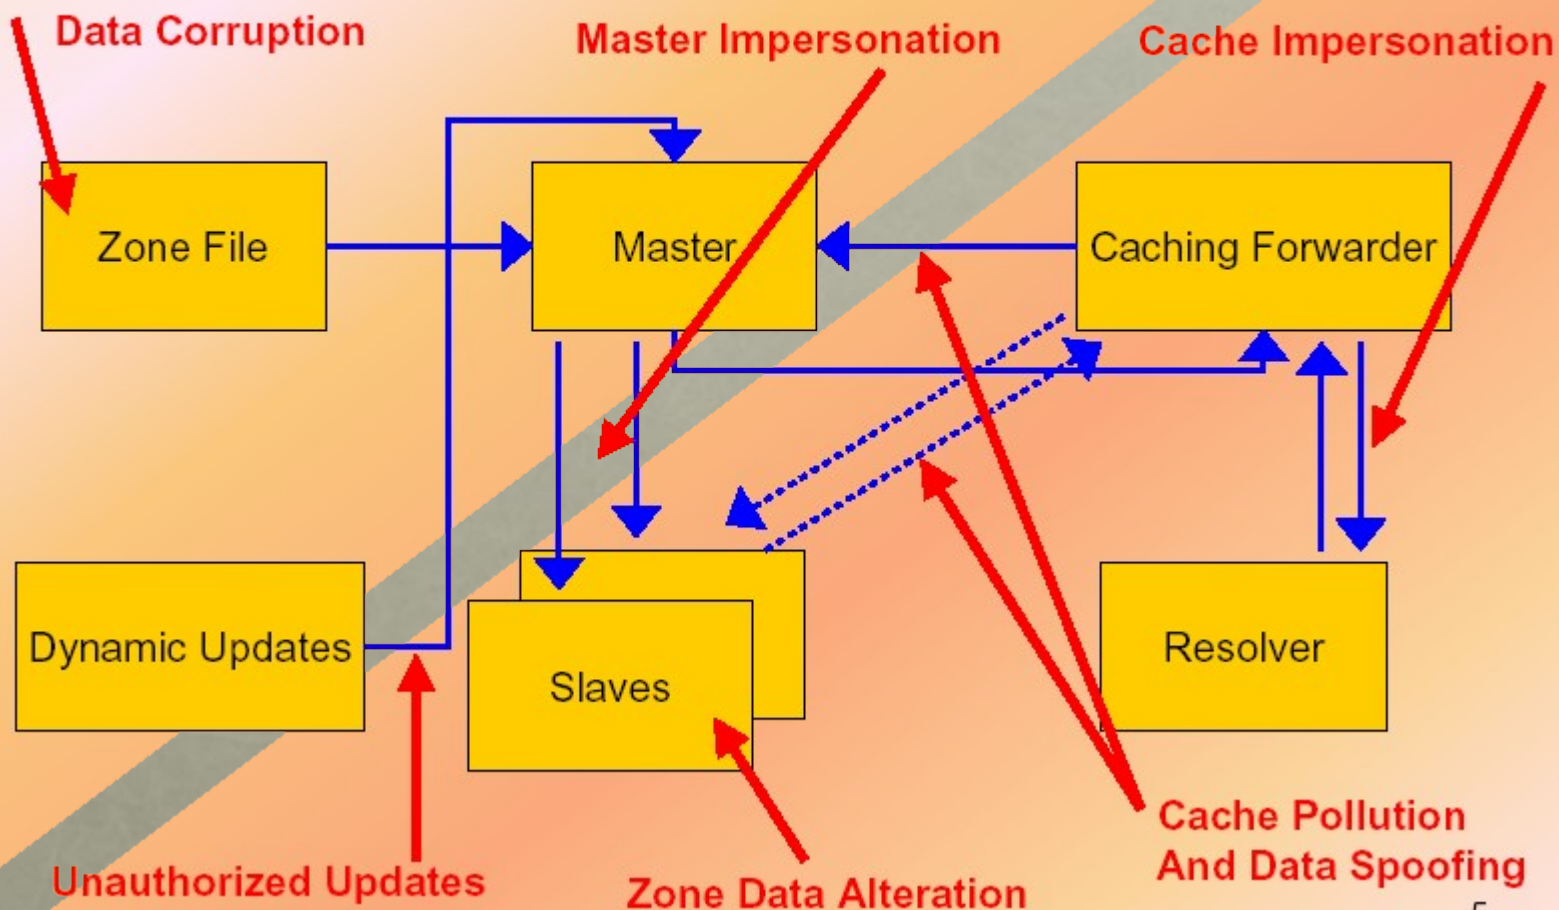 Data Corruption
Master Impersonation
Cache Impersonation
Zone File
Master
Caching Forwarder
Dynamic Updates
Slaves
Resolver
Unauthorized Updates
Zone Data Alteration
Cache Pollution
And Data Spoofing